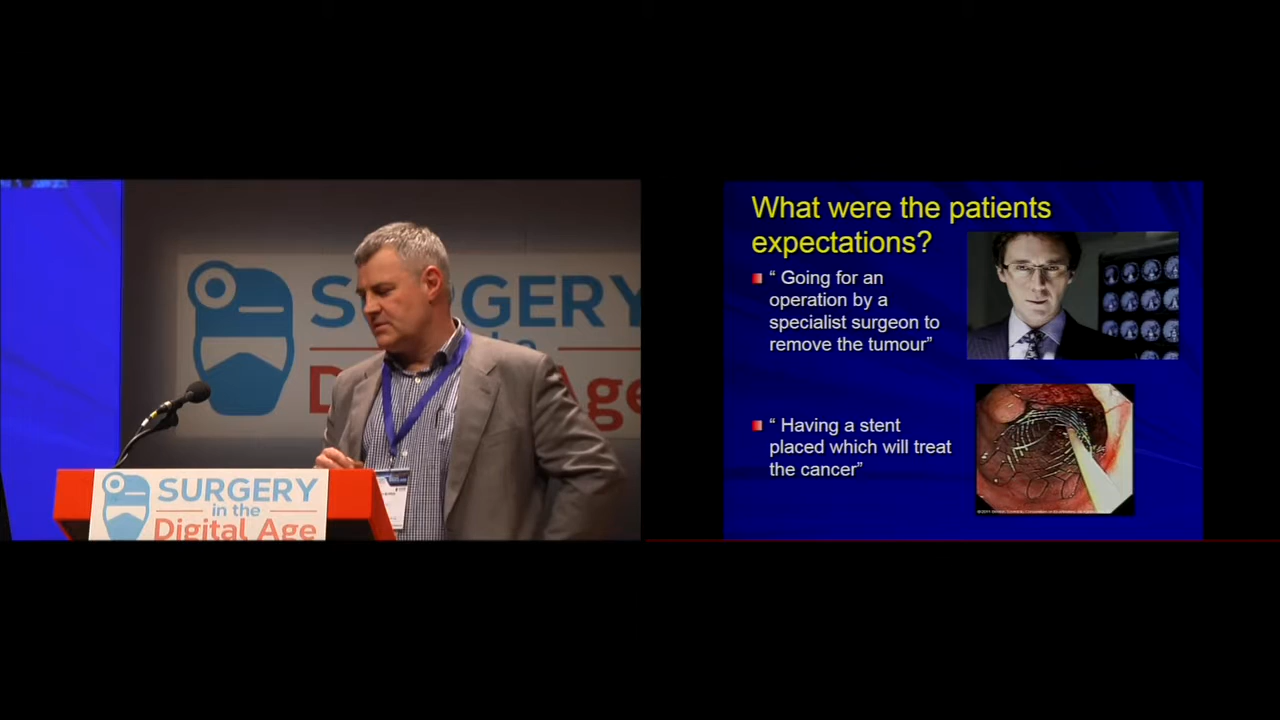 SURGERY
Age
SURGERY
in the
Digital Age
What were the patients
expectations?
“ Going for an
operation by a
specialist surgeon to
remove the tumour”
“ Having a stent
placed which will treat
the cancer”